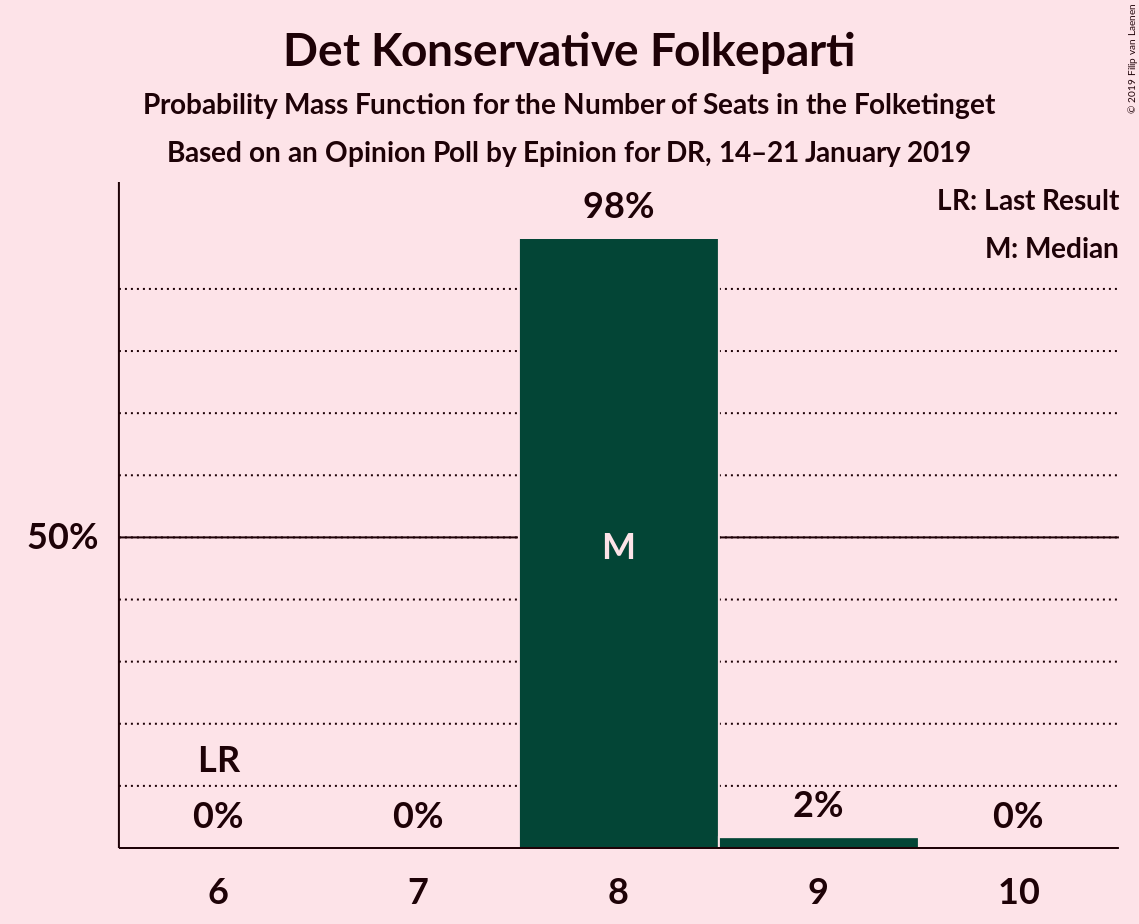 Det Konservative Folkeparti
Probability Mass Function for the Number of Seats in the Folketinget
Based on an Opinion Poll by Epinion for DR, 14–21 January 2019
© 2019 Filip van Laenen
LR: Last Result
M: Median
98%
50%
M
LR
0%
0%
2%
0%
6
7
8
9
10